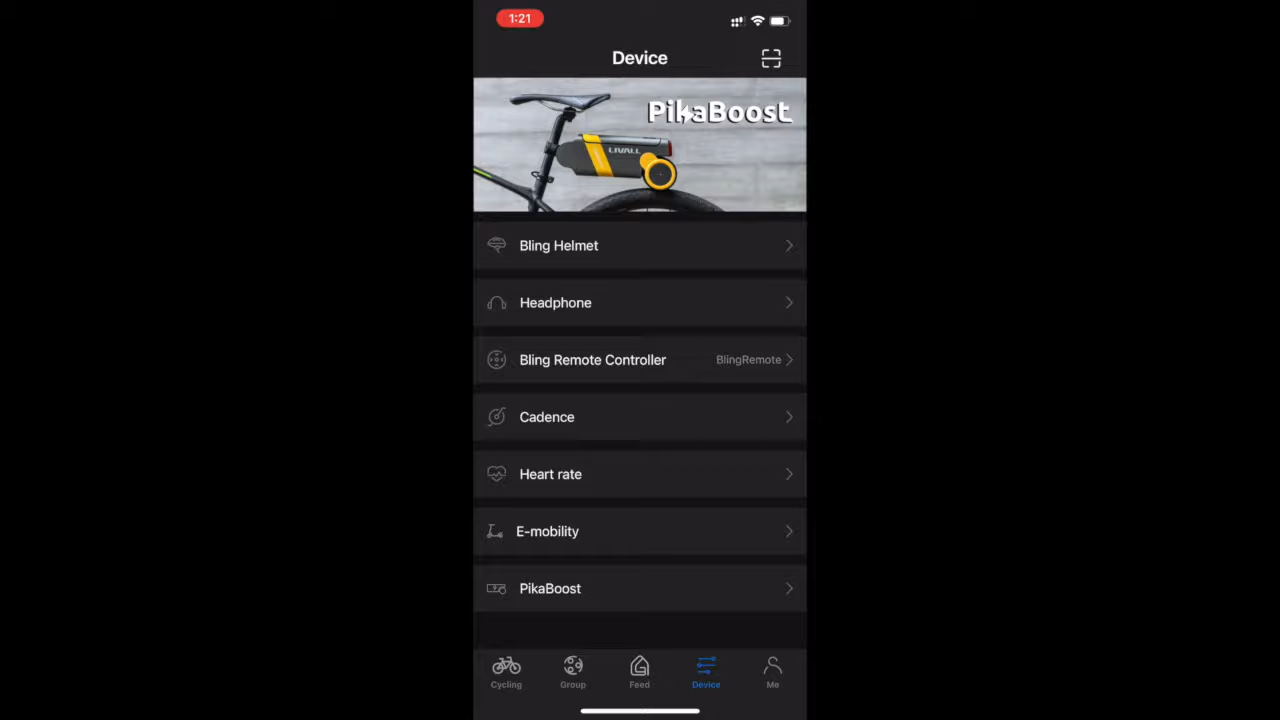 1:21
Device
PikaBoost
LIVALL
Bling Helmet
Headphone
Bling Remote Controller BlingRemote
Cadence
Heart rate
E-mobility
PikaBoost
Cycling Group Feed Device Me